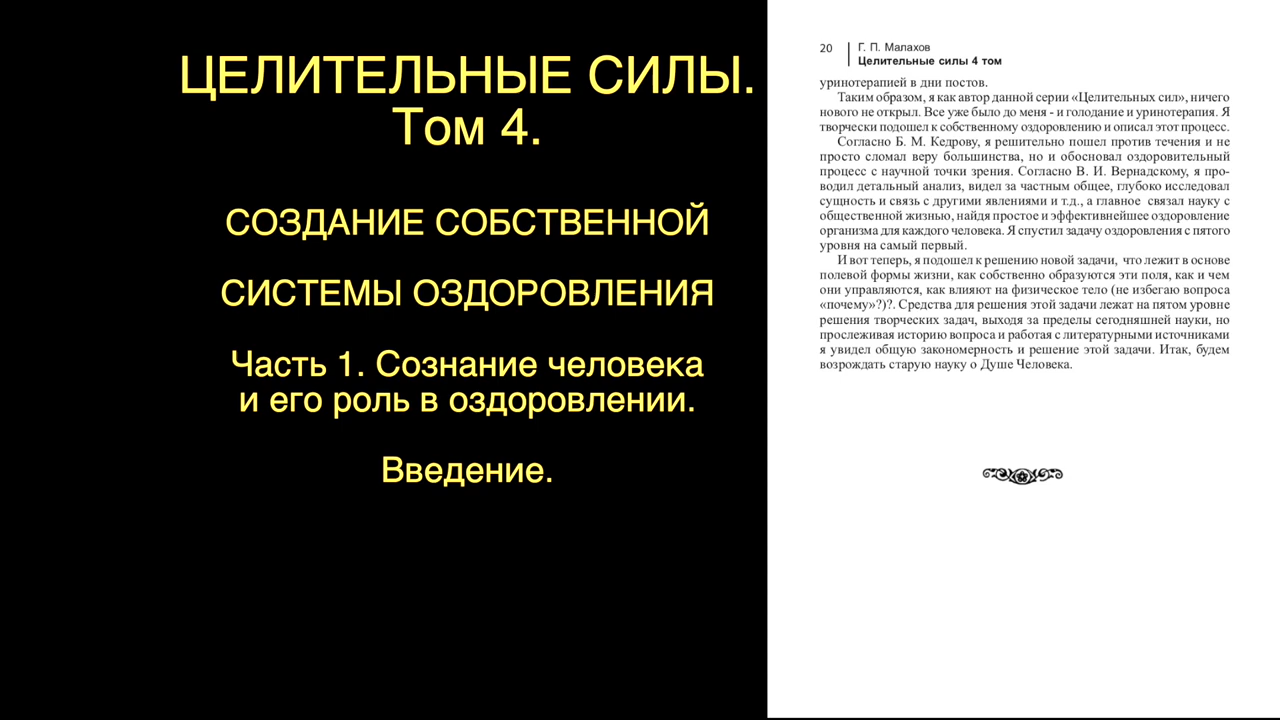 ЦЕЛИТЕЛЬНЫЕ СИЛЫ.
Том 4.
СОЗДАНИЕ СОБСТВЕННОЙ
СИСТЕМЫ ОЗДОРОВЛЕНИЯ
Часть 1. Сознание человека
и его роль в оздоровлении.
Введение.
20
Г. П. Малахов
Целительные силы 4 том
уринотерапией в дни постов.
Таким образом, я как автор данной серии «Целительных сил», ничего
нового не открыл. Все уже было до меня - и голодание и уринотерапия. Я
творчески подошел к собственному оздоровлению и описал этот процесс.
Согласно Б. М. Кедрову, я решительно пошел против течения и не
просто сломал веру большинства, но и обосновал оздоровительный
процесс с научной точки зрения. Согласно В. И. Вернадскому, я про-
водил детальный анализ, видел за частным общее, глубоко исследовал
сущность и связь с другими явлениями и т.д., а главное связал науку с
общественной жизнью, найдя простое и эффективнейшее оздоровление
организма для каждого человека. Я спустил задачу оздоровления с пятого
уровня на самый первый.
И вот теперь, я подошел к решению новой задачи, что лежит в основе
полевой формы жизни, как собственно образуются эти поля, как и чем
они управляются, как влияют на физическое тело (не избегаю вопроса
«почему»?)?. Средства для решения этой задачи лежат на пятом уровне
решения творческих задач, выходя за пределы сегодняшней науки, но
прослеживая историю вопроса и работая с литературными источниками
я увидел общую закономерность и решение этой задачи. Итак, будем
возрождать старую науку о Душе Человека.